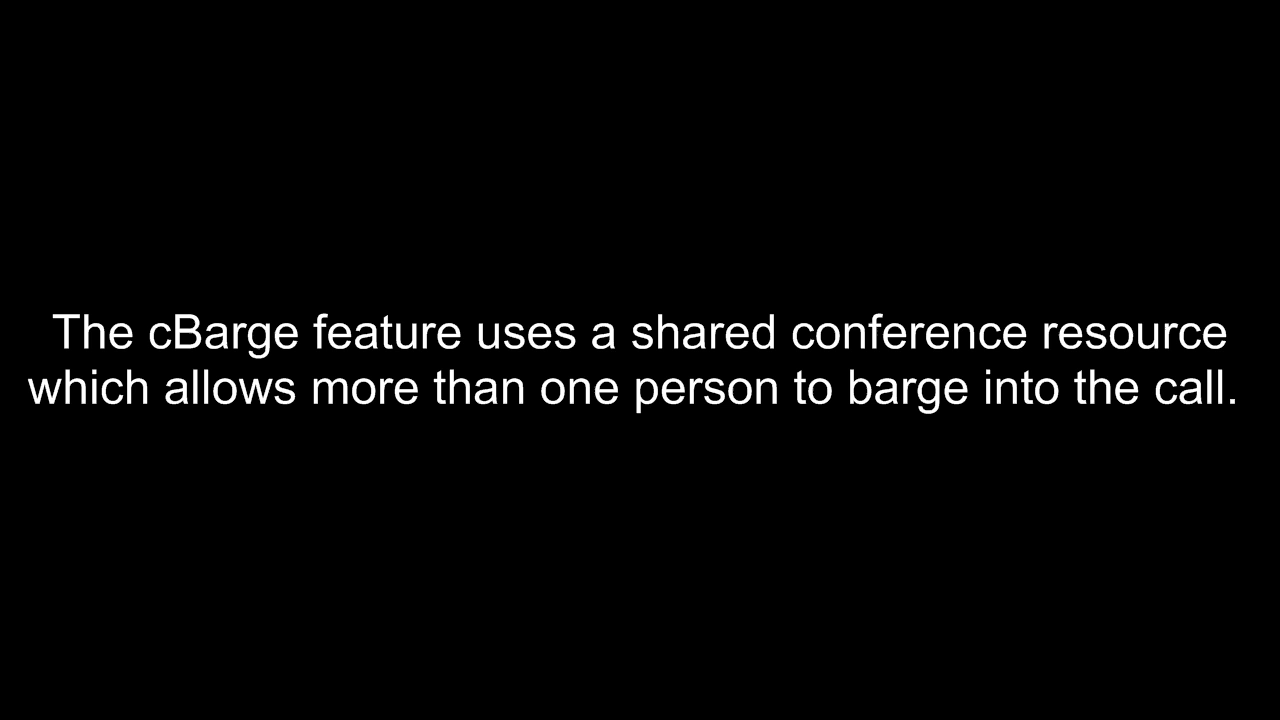 The cBarge feature uses a shared conference resource
which allows more than one person to barge into the call.